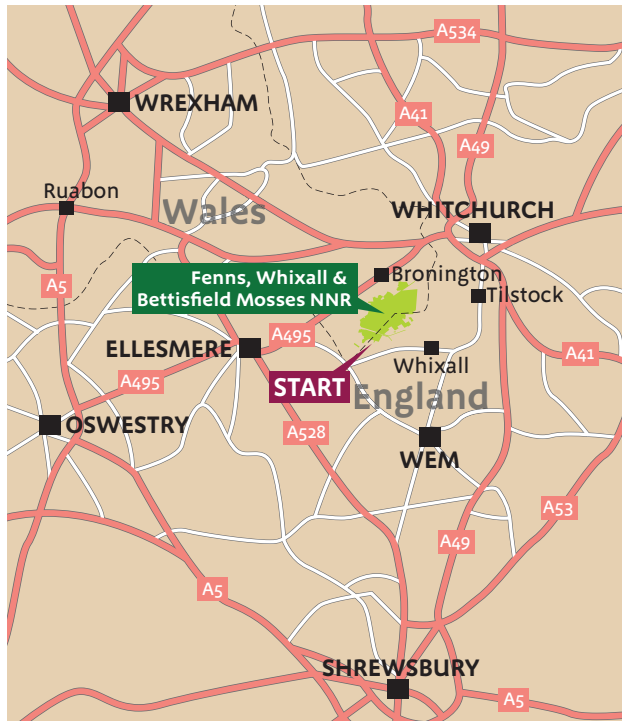 A534
WREXHAM
A41
A49
Ruabon
Wales
WHITCHURCH
Fenns, Whixall &
Bettisfield Mosses NNR
Bronington
A5
Tilstock
A495
ELLESMERE
Whixall
A41
A495
START
England
OSWESTRY
A528
WEM
A53
A49
A5
SHREWSBURY
A5